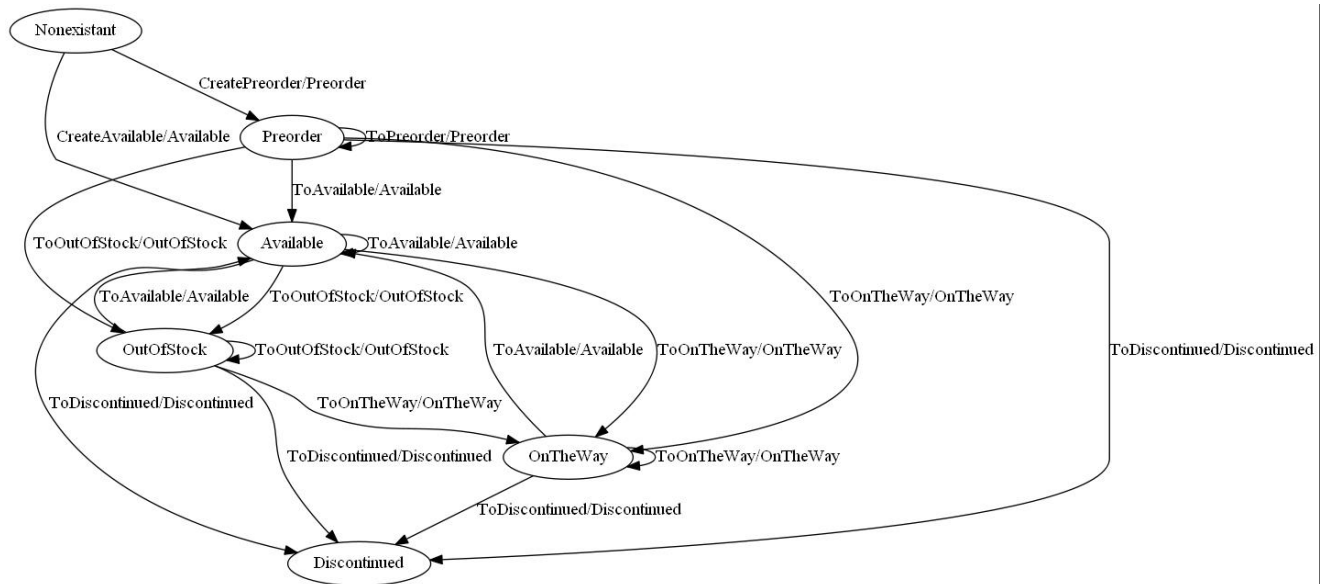 Nonexistant
CreatePreorder/Preorder
CreateAvailable/Available
Preorder
ToPreorder/Preorder
ToAvailable/Available
ToOutOfStock/OutOfStock
Available
ToAvailable/Available
ToAvailable/Available
ToOutOfStock/OutOfStock
ToOnTheWay/OnTheWay
OutOfStock
ToOutOfStock/OutOfStock
ToAvailable/Available
ToOnTheWay/OnTheWay
ToDiscontinued/Discontinued
ToDiscontinued/Discontinued
ToOnTheWay/OnTheWay
ToDiscontinued/Discontinued
OnTheWay
ToOnTheWay/OnTheWay
ToDiscontinued/Discontinued
Discontinued